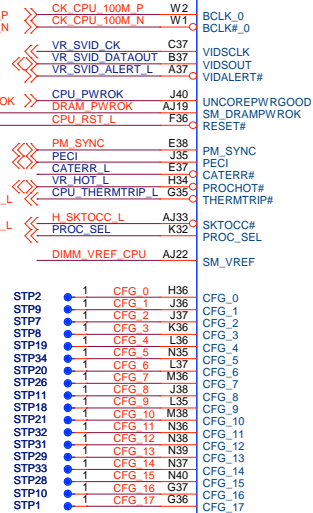 _P CK_CPU_100M_P W2 BCLK_0
_N CK_CPU_100M_N W1 BCLK#_0
VR_SVID_CK C37 VIDSCLK
VR_SVID_DATAOUT B37 VIDSOUT
VR_SVID_ALERT_L A37 VIDALERT#
OK CPU_PWROK J40 UNCOREPWRGOOD
DRAM_PWROK AJ19 SM_DRAMPWROK
CPU_RST_L F36 RESET#
PM_SYNC E38 PM_SYNC
PECI J35 PECI
CATERR_L E37 CATERR#
VR_HOT_L H34 PROCHOT#
_L CPU_THERMTRIP_L G35 THERMTRIP#
_L H_SKTOCC_L AJ33 SKTOCC#
PROC_SEL K32 PROC_SEL
DIMM_VREF_CPU AJ22 SM_VREF
STP2 1 CFG_0 H36 CFG_0
STP9 1 CFG_1 J36 CFG_1
STP7 1 CFG_2 J37 CFG_2
STP8 1 CFG_3 K36 CFG_3
STP19 1 CFG_4 L36 CFG_4
STP34 1 CFG_5 N35 CFG_5
STP20 1 CFG_6 L37 CFG_6
STP26 1 CFG_7 M36 CFG_7
STP11 1 CFG_8 J38 CFG_8
STP18 1 CFG_9 L35 CFG_9
STP21 1 CFG_10 M38 CFG_10
STP32 1 CFG_11 N36 CFG_11
STP31 1 CFG_12 N38 CFG_12
STP29 1 CFG_13 N39 CFG_13
STP33 1 CFG_14 N37 CFG_14
STP28 1 CFG_15 N40 CFG_15
STP10 1 CFG_16 G37 CFG_16
STP1 1 CFG_17 G36 CFG_17